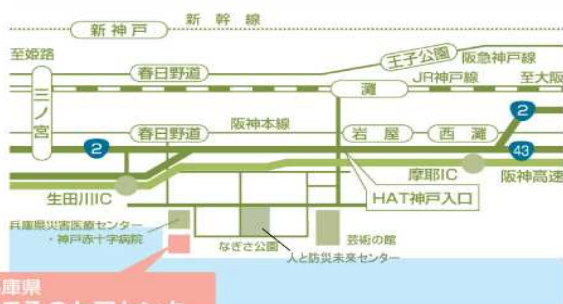 新幹線
新神戸
至姫路
王子公園
阪急神戸線
春日野道
JR神戸線
至大阪
三ノ宮
灘
2
阪神本線
春日野道
岩屋
西灘
2
43
生田川IC
摩耶IC
阪神高速
HAT神戸入口
兵庫県災害医療センター
・神戸赤十字病院
なぎさ公園
芸術の館
人と防災未来センター
庫県